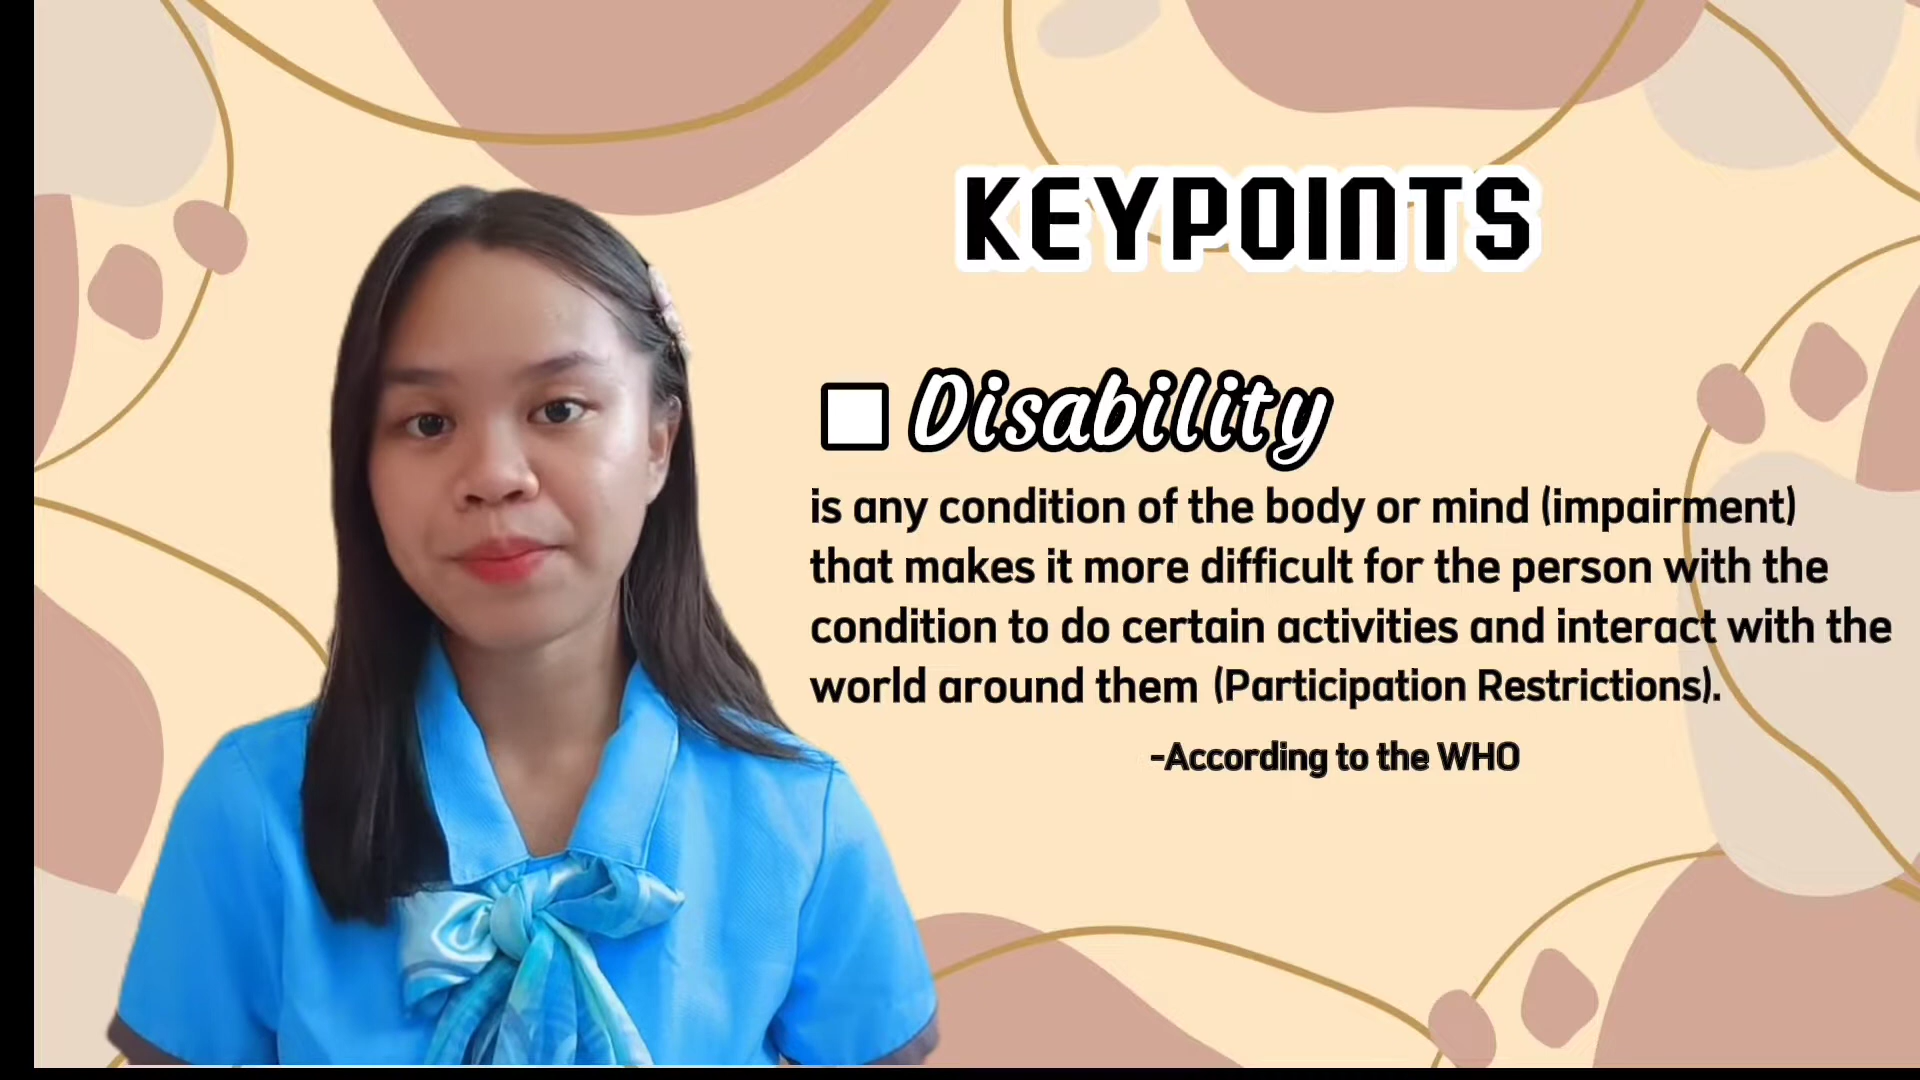 KEYPOINTS
Disability
is any condition of the body or mind (impairment)
that makes it more difficult for the person with the
condition to do certain activities and interact with the
world around them (Participation Restrictions).
-According to the WHO